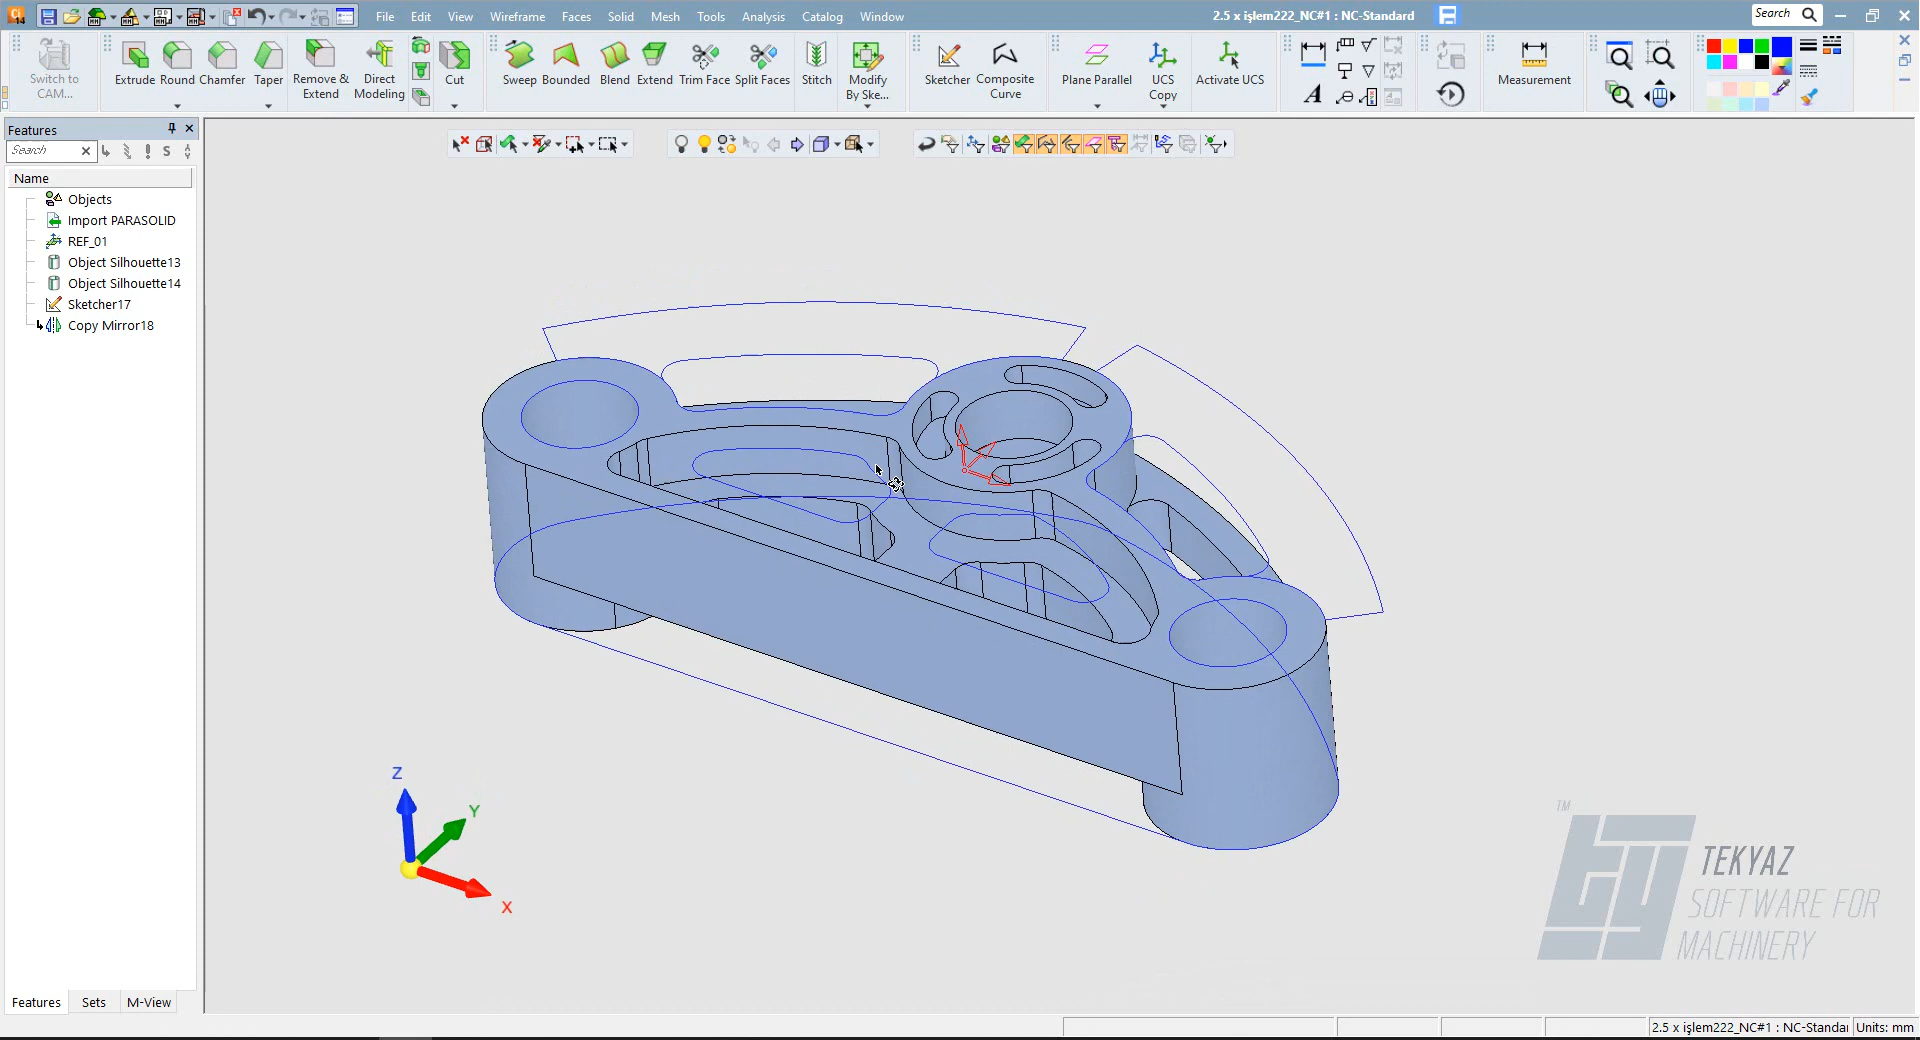 Ci 14
File Edit View Wireframe Faces Solid Mesh Tools Analysis Catalog Window
2.5 x işlem222_NC#1 : NC-Standard
Search
Switch to CAM...
Extrude Round Chamfer Taper Remove & Extend Direct Modeling Cut
Sweep Bounded Blend Extend Trim Face Split Faces Stitch Modify By Ske...
Sketcher Composite Curve Plane Parallel UCS Copy Activate UCS
A
Measurement
Features
Search
S
Name
Objects
Import PARASOLID
REF_01
Object Silhouette13
Object Silhouette14
Sketcher17
Copy Mirror18
Z
Y
X
TM
TEKYAZ
SOFTWARE FOR
MACHINERY
Features Sets M-View
2.5 x işlem222_NC#1 : NC-Standar
Units: mm